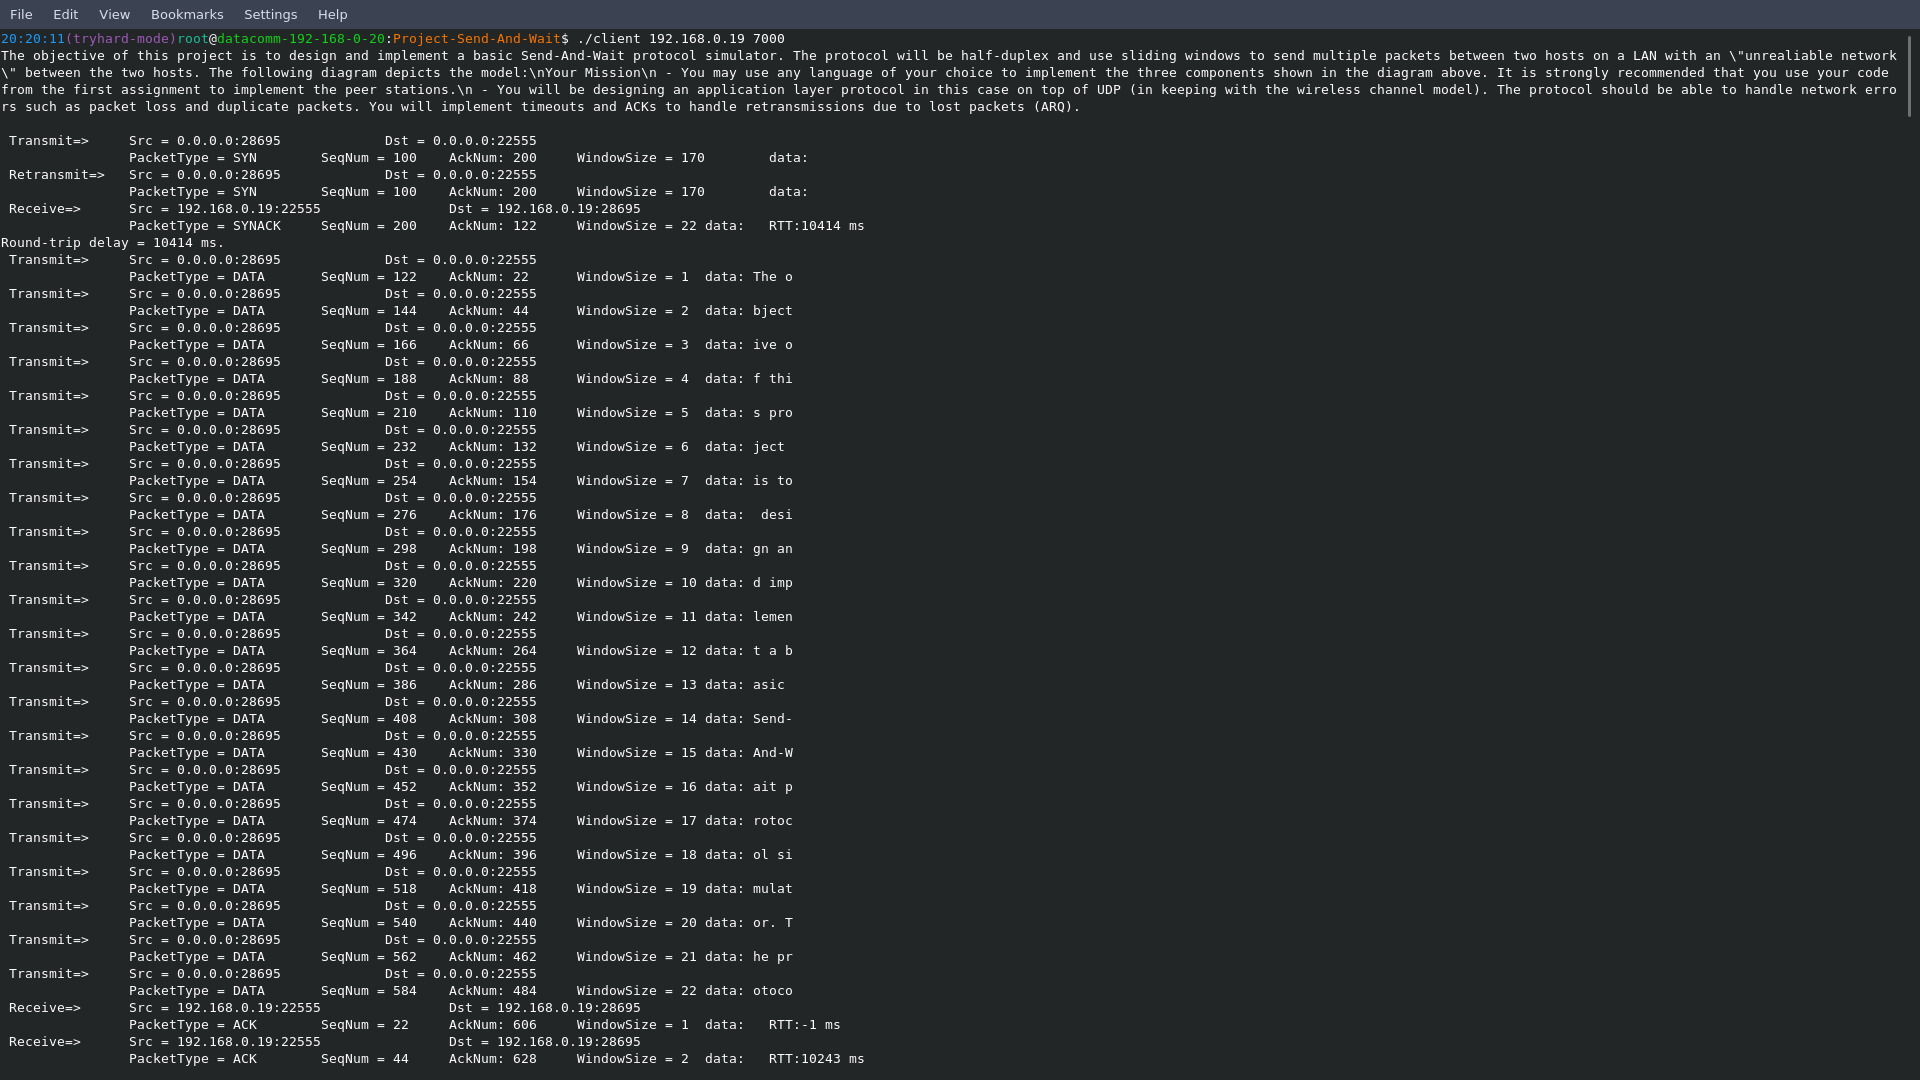 File Edit View Bookmarks Settings Help
20:20:11(tryhard-mode)root@datacomm-192-168-0-20:Project-Send-And-Wait$ ./client 192.168.0.19 7000
The objective of this project is to design and implement a basic Send-And-Wait protocol simulator. The protocol will be half-duplex and use sliding windows to send multiple packets between two hosts on a LAN with an \"unrealiable network
\" between the two hosts. The following diagram depicts the model:\nYour Mission\n - You may use any language of your choice to implement the three components shown in the diagram above. It is strongly recommended that you use your code
from the first assignment to implement the peer stations.\n - You will be designing an application layer protocol in this case on top of UDP (in keeping with the wireless channel model). The protocol should be able to handle network erro
rs such as packet loss and duplicate packets. You will implement timeouts and ACKs to handle retransmissions due to lost packets (ARQ).
Transmit=> Src = 0.0.0.0:28695 Dst = 0.0.0.0:22555
PacketType = SYN SeqNum = 100 AckNum: 200 WindowSize = 170 data:
Retransmit=> Src = 0.0.0.0:28695 Dst = 0.0.0.0:22555
PacketType = SYN SeqNum = 100 AckNum: 200 WindowSize = 170 data:
Receive=> Src = 192.168.0.19:22555 Dst = 192.168.0.19:28695
PacketType = SYNACK SeqNum = 200 AckNum: 122 WindowSize = 22 data: RTT:10414 ms
Round-trip delay = 10414 ms.
Transmit=> Src = 0.0.0.0:28695 Dst = 0.0.0.0:22555
PacketType = DATA SeqNum = 122 AckNum: 22 WindowSize = 1 data: The o
Transmit=> Src = 0.0.0.0:28695 Dst = 0.0.0.0:22555
PacketType = DATA SeqNum = 144 AckNum: 44 WindowSize = 2 data: bject
Transmit=> Src = 0.0.0.0:28695 Dst = 0.0.0.0:22555
PacketType = DATA SeqNum = 166 AckNum: 66 WindowSize = 3 data: ive o
Transmit=> Src = 0.0.0.0:28695 Dst = 0.0.0.0:22555
PacketType = DATA SeqNum = 188 AckNum: 88 WindowSize = 4 data: f thi
Transmit=> Src = 0.0.0.0:28695 Dst = 0.0.0.0:22555
PacketType = DATA SeqNum = 210 AckNum: 110 WindowSize = 5 data: s pro
Transmit=> Src = 0.0.0.0:28695 Dst = 0.0.0.0:22555
PacketType = DATA SeqNum = 232 AckNum: 132 WindowSize = 6 data: ject
Transmit=> Src = 0.0.0.0:28695 Dst = 0.0.0.0:22555
PacketType = DATA SeqNum = 254 AckNum: 154 WindowSize = 7 data: is to
Transmit=> Src = 0.0.0.0:28695 Dst = 0.0.0.0:22555
PacketType = DATA SeqNum = 276 AckNum: 176 WindowSize = 8 data: desi
Transmit=> Src = 0.0.0.0:28695 Dst = 0.0.0.0:22555
PacketType = DATA SeqNum = 298 AckNum: 198 WindowSize = 9 data: gn an
Transmit=> Src = 0.0.0.0:28695 Dst = 0.0.0.0:22555
PacketType = DATA SeqNum = 320 AckNum: 220 WindowSize = 10 data: d imp
Transmit=> Src = 0.0.0.0:28695 Dst = 0.0.0.0:22555
PacketType = DATA SeqNum = 342 AckNum: 242 WindowSize = 11 data: lemen
Transmit=> Src = 0.0.0.0:28695 Dst = 0.0.0.0:22555
PacketType = DATA SeqNum = 364 AckNum: 264 WindowSize = 12 data: t a b
Transmit=> Src = 0.0.0.0:28695 Dst = 0.0.0.0:22555
PacketType = DATA SeqNum = 386 AckNum: 286 WindowSize = 13 data: asic
Transmit=> Src = 0.0.0.0:28695 Dst = 0.0.0.0:22555
PacketType = DATA SeqNum = 408 AckNum: 308 WindowSize = 14 data: Send-
Transmit=> Src = 0.0.0.0:28695 Dst = 0.0.0.0:22555
PacketType = DATA SeqNum = 430 AckNum: 330 WindowSize = 15 data: And-W
Transmit=> Src = 0.0.0.0:28695 Dst = 0.0.0.0:22555
PacketType = DATA SeqNum = 452 AckNum: 352 WindowSize = 16 data: ait p
Transmit=> Src = 0.0.0.0:28695 Dst = 0.0.0.0:22555
PacketType = DATA SeqNum = 474 AckNum: 374 WindowSize = 17 data: rotoc
Transmit=> Src = 0.0.0.0:28695 Dst = 0.0.0.0:22555
PacketType = DATA SeqNum = 496 AckNum: 396 WindowSize = 18 data: ol si
Transmit=> Src = 0.0.0.0:28695 Dst = 0.0.0.0:22555
PacketType = DATA SeqNum = 518 AckNum: 418 WindowSize = 19 data: mulat
Transmit=> Src = 0.0.0.0:28695 Dst = 0.0.0.0:22555
PacketType = DATA SeqNum = 540 AckNum: 440 WindowSize = 20 data: or. T
Transmit=> Src = 0.0.0.0:28695 Dst = 0.0.0.0:22555
PacketType = DATA SeqNum = 562 AckNum: 462 WindowSize = 21 data: he pr
Transmit=> Src = 0.0.0.0:28695 Dst = 0.0.0.0:22555
PacketType = DATA SeqNum = 584 AckNum: 484 WindowSize = 22 data: otoco
Receive=> Src = 192.168.0.19:22555 Dst = 192.168.0.19:28695
PacketType = ACK SeqNum = 22 AckNum: 606 WindowSize = 1 data: RTT:-1 ms
Receive=> Src = 192.168.0.19:22555 Dst = 192.168.0.19:28695
PacketType = ACK SeqNum = 44 AckNum: 628 WindowSize = 2 data: RTT:10243 ms